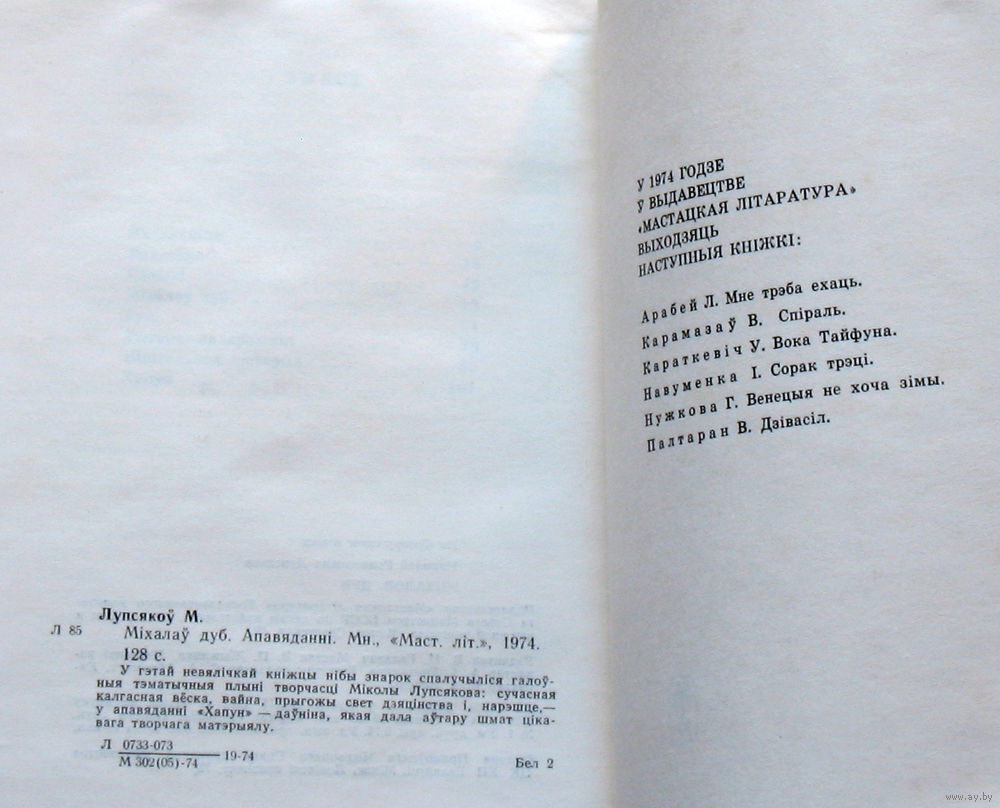 Лупсякоў М.
Л 85
Міхалаў дуб. Апавяданні. Мн., «Маст. літ.», 1974.
128 с.
У гэтай невялічкай кніжцы нібы знарок спалучыліся галоў-
ныя тэматычныя плыні творчасці Міколы Лупсякова: сучасная
калгасная вёска, вайна, прыгожы свет дзяцінства і, нарэшце,—
у апавяданні «Хапун» — даўніна, якая дала аўтару шмат ціка-
вага творчага матэрыялу.
Л 0733-073
М 302(05)-74
19-74
Бел 2
У 1974 ГОДЗЕ
Ў ВЫДАВЕЦТВЕ
«МАСТАЦКАЯ ЛІТАРАТУРА»
ВЫХОДЗЯЦЬ
НАСТУПНЫЯ КНІЖКІ:
Арабей Л. Мне трэба ехаць.
Карамазаў В. Спіраль.
Караткевіч У. Вока Тайфуна.
Навуменка І. Сорак трэці.
Нужкова Г. Венецыя не хоча зімы.
Палтаран В. Дзівасіл.
www.ay.by